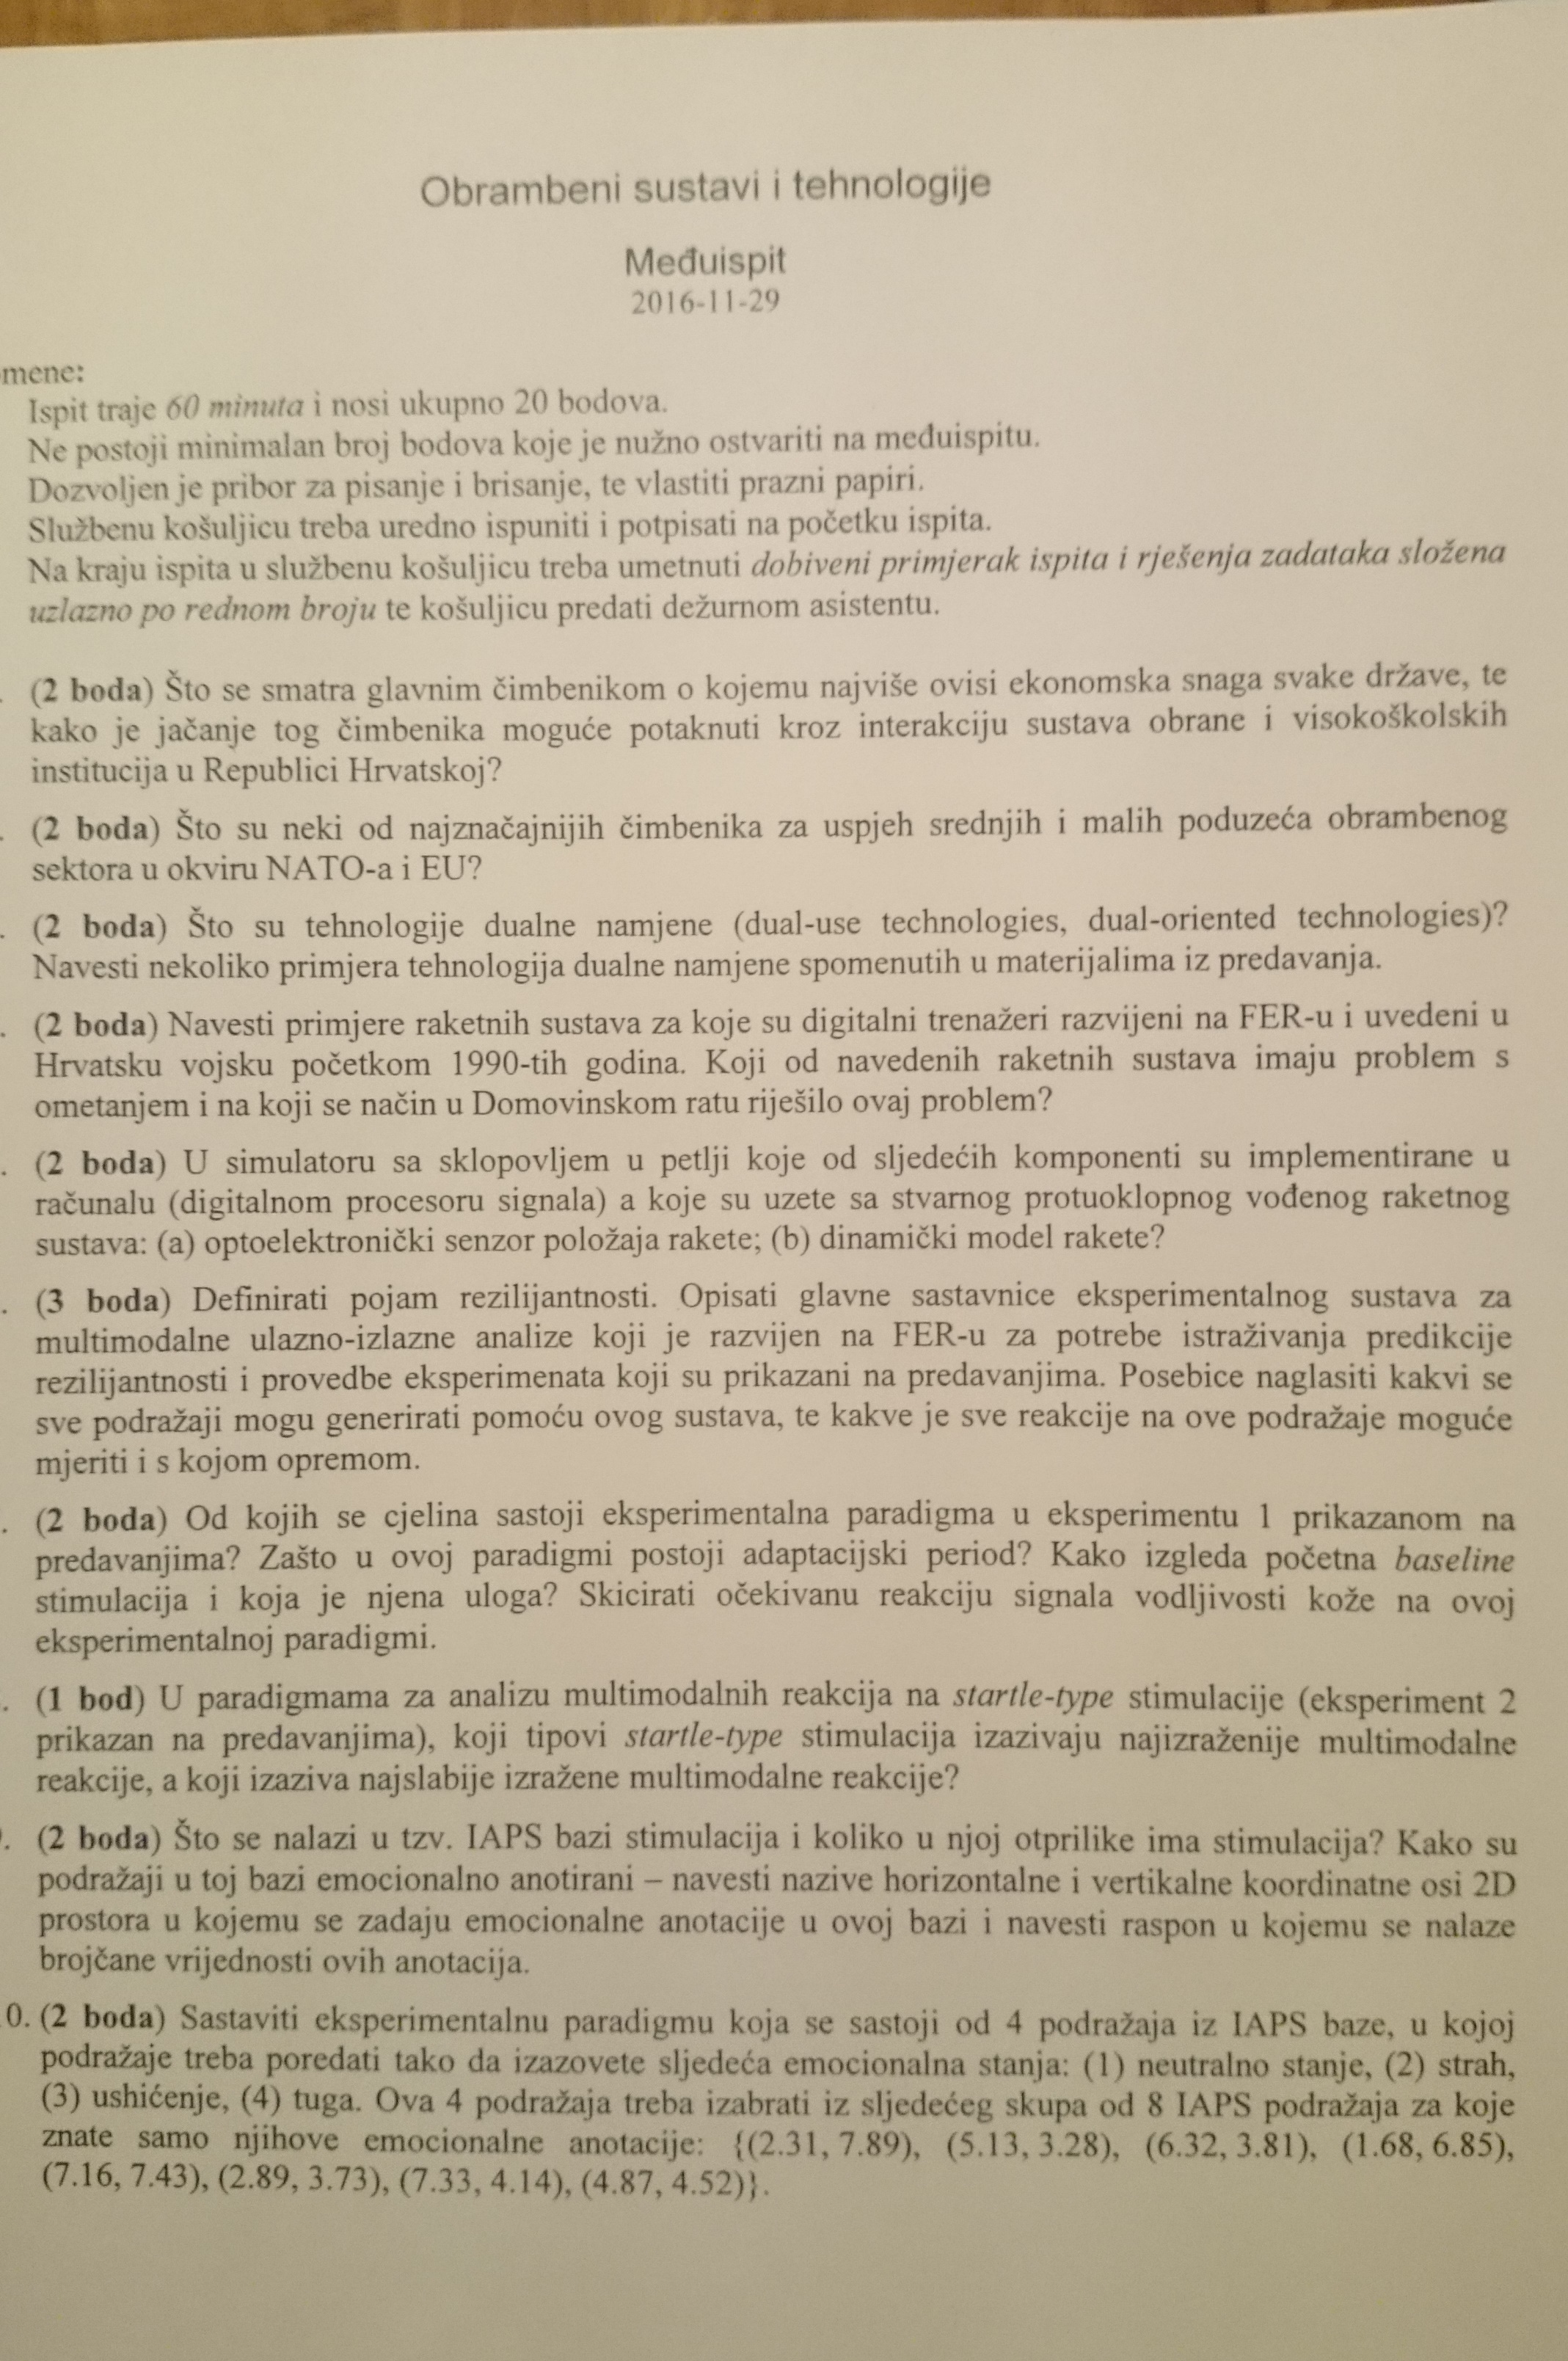 Obrambeni sustavi i tehnologije
Međuispit
2016-11-29
mene:
Ispit traje 60 minuta i nosi ukupno 20 bodova.
Ne postoji minimalan broj bodova koje je nužno ostvariti na međuispitu.
Dozvoljen je pribor za pisanje i brisanje, te vlastiti prazni papiri.
Službenu košuljicu treba uredno ispuniti i potpisati na početku ispita.
Na kraju ispita u službenu košuljicu treba umetnuti dobiveni primjerak ispita i rješenja zadataka složena
uzlazno po rednom broju te košuljicu predati dežurnom asistentu.
. (2 boda) Što se smatra glavnim čimbenikom o kojemu najviše ovisi ekonomska snaga svake države, te
kako je jačanje tog čimbenika moguće potaknuti kroz interakciju sustava obrane i visokoškolskih
institucija u Republici Hrvatskoj?
. (2 boda) Što su neki od najznačajnijih čimbenika za uspjeh srednjih i malih poduzeća obrambenog
sektora u okviru NATO-a i EU?
. (2 boda) Što su tehnologije dualne namjene (dual-use technologies, dual-oriented technologies)?
Navesti nekoliko primjera tehnologija dualne namjene spomenutih u materijalima iz predavanja.
. (2 boda) Navesti primjere raketnih sustava za koje su digitalni trenažeri razvijeni na FER-u i uvedeni u
Hrvatsku vojsku početkom 1990-tih godina. Koji od navedenih raketnih sustava imaju problem s
ometanjem i na koji se način u Domovinskom ratu riješilo ovaj problem?
. (2 boda) U simulatoru sa sklopovljem u petlji koje od sljedećih komponenti su implementirane u
računalu (digitalnom procesoru signala) a koje su uzete sa stvarnog protuoklopnog vođenog raketnog
sustava: (a) optoelektronički senzor položaja rakete; (b) dinamički model rakete?
. (3 boda) Definirati pojam rezilijantnosti. Opisati glavne sastavnice eksperimentalnog sustava za
multimodalne ulazno-izlazne analize koji je razvijen na FER-u za potrebe istraživanja predikcije
rezilijantnosti i provedbe eksperimenata koji su prikazani na predavanjima. Posebice naglasiti kakvi se
sve podražaji mogu generirati pomoću ovog sustava, te kakve je sve reakcije na ove podražaje moguće
mjeriti i s kojom opremom.
. (2 boda) Od kojih se cjelina sastoji eksperimentalna paradigma u eksperimentu 1 prikazanom na
predavanjima? Zašto u ovoj paradigmi postoji adaptacijski period? Kako izgleda početna baseline
stimulacija i koja je njena uloga? Skicirati očekivanu reakciju signala vodljivosti kože na ovoj
eksperimentalnoj paradigmi.
. (1 bod) U paradigmama za analizu multimodalnih reakcija na startle-type stimulacije (eksperiment 2
prikazan na predavanjima), koji tipovi startle-type stimulacija izazivaju najizraženije multimodalne
reakcije, a koji izaziva najslabije izražene multimodalne reakcije?
. (2 boda) Što se nalazi u tzv. IAPS bazi stimulacija i koliko u njoj otprilike ima stimulacija? Kako su
podražaji u toj bazi emocionalno anotirani – navesti nazive horizontalne i vertikalne koordinatne osi 2D
prostora u kojemu se zadaju emocionalne anotacije u ovoj bazi i navesti raspon u kojemu se nalaze
brojčane vrijednosti ovih anotacija.
0. (2 boda) Sastaviti eksperimentalnu paradigmu koja se sastoji od 4 podražaja iz IAPS baze, u kojoj
podražaje treba poredati tako da izazovete sljedeća emocionalna stanja: (1) neutralno stanje, (2) strah,
(3) ushićenje, (4) tuga. Ova 4 podražaja treba izabrati iz sljedećeg skupa od 8 IAPS podražaja za koje
znate samo njihove emocionalne anotacije: {(2.31, 7.89), (5.13, 3.28), (6.32, 3.81), (1.68, 6.85),
(7.16, 7.43), (2.89, 3.73), (7.33, 4.14), (4.87, 4.52)}.